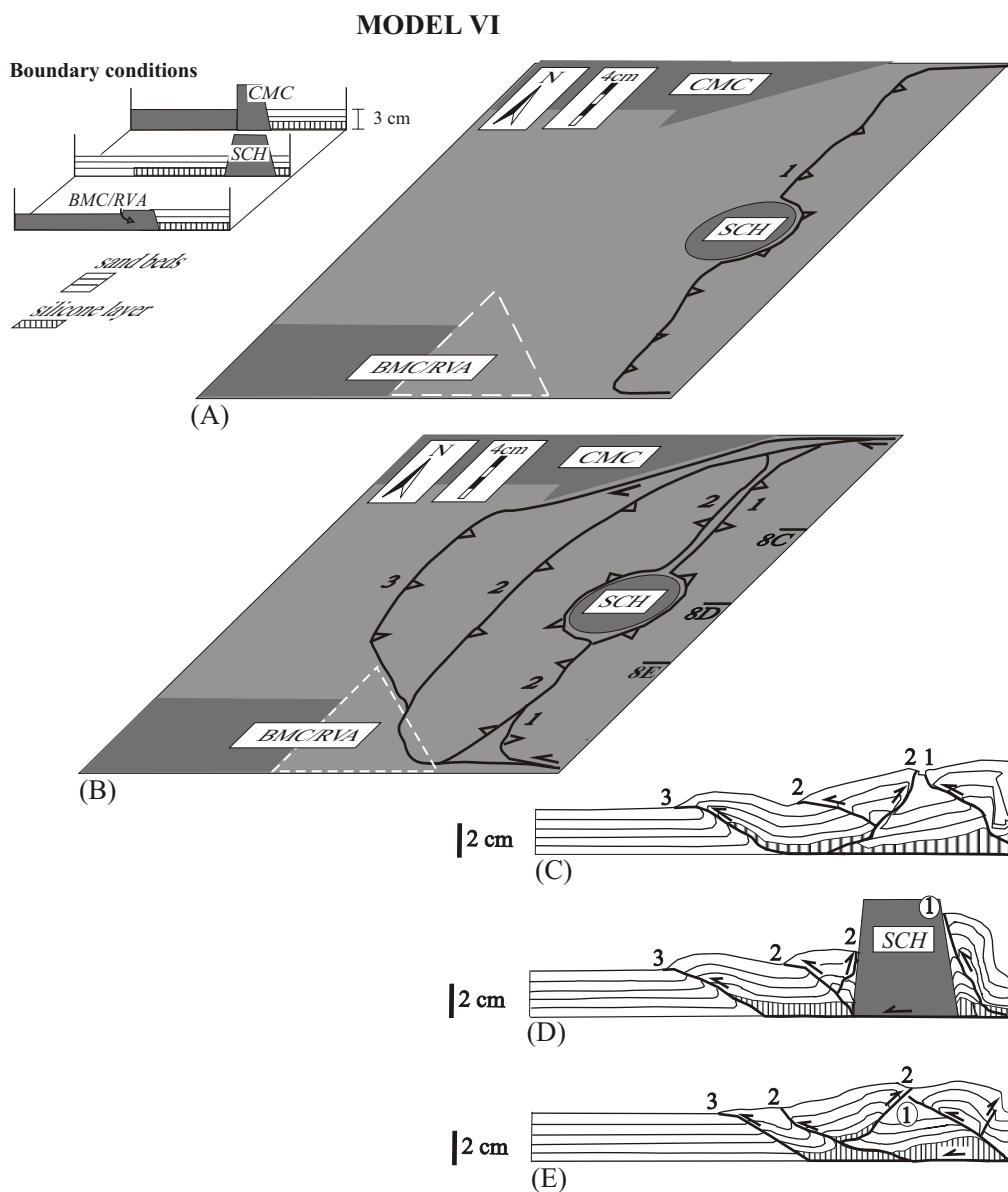 MODEL VI
Boundary conditions
CMC
3 cm
SCH
BMC/RVA
sand beds
silicone layer
N
4cm
CMC
1
SCH
BMC/RVA
(A)
N
4cm
CMC
2
1
8C
3
2
SCH
8D
8E
2
1
BMC/RVA
(B)
2 1
2
3
2 cm
(C)
1
SCH
2
2
3
2 cm
(D)
2
3
2
1
2 cm
(E)